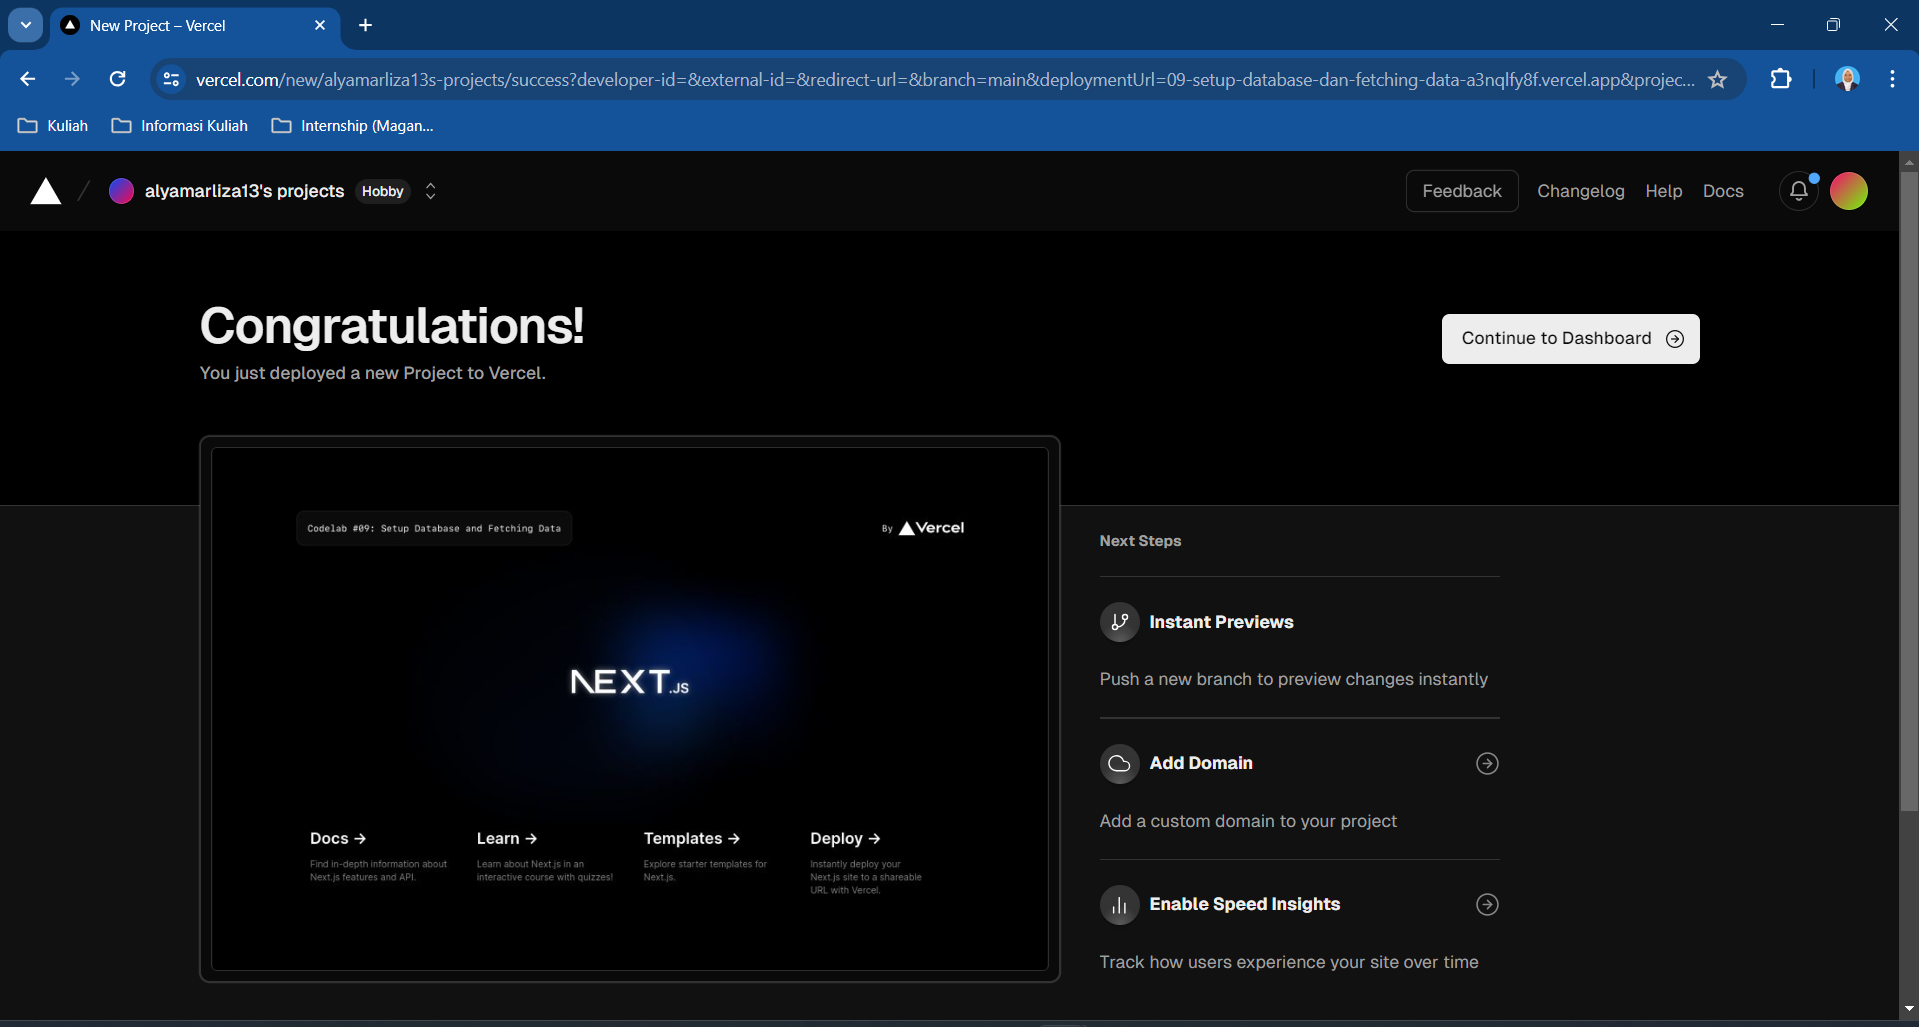 New Project – Vercel
vercel.com/new/alyamarliza13s-projects/success?developer-id=&external-id=&redirect-url=&branch=main&deploymentUrl=09-setup-database-dan-fetching-data-a3nqlfy8f.vercel.app&projec...
Kuliah
Informasi Kuliah
Internship (Magan...
alyamarliza13's projects
Hobby
Feedback
Changelog
Help
Docs
Congratulations!
You just deployed a new Project to Vercel.
Continue to Dashboard
Codelab #09: Setup Database and Fetching Data
By Vercel
NEXT.JS
Docs →
Find in-depth information about
Next.js features and API.
Learn →
Learn about Next.js in an
interactive course with quizzes!
Templates →
Explore starter templates for
Next.js.
Deploy →
Instantly deploy your
Next.js site to a shareable
URL with Vercel.
Next Steps
Instant Previews
Push a new branch to preview changes instantly
Add Domain
Add a custom domain to your project
Enable Speed Insights
Track how users experience your site over time